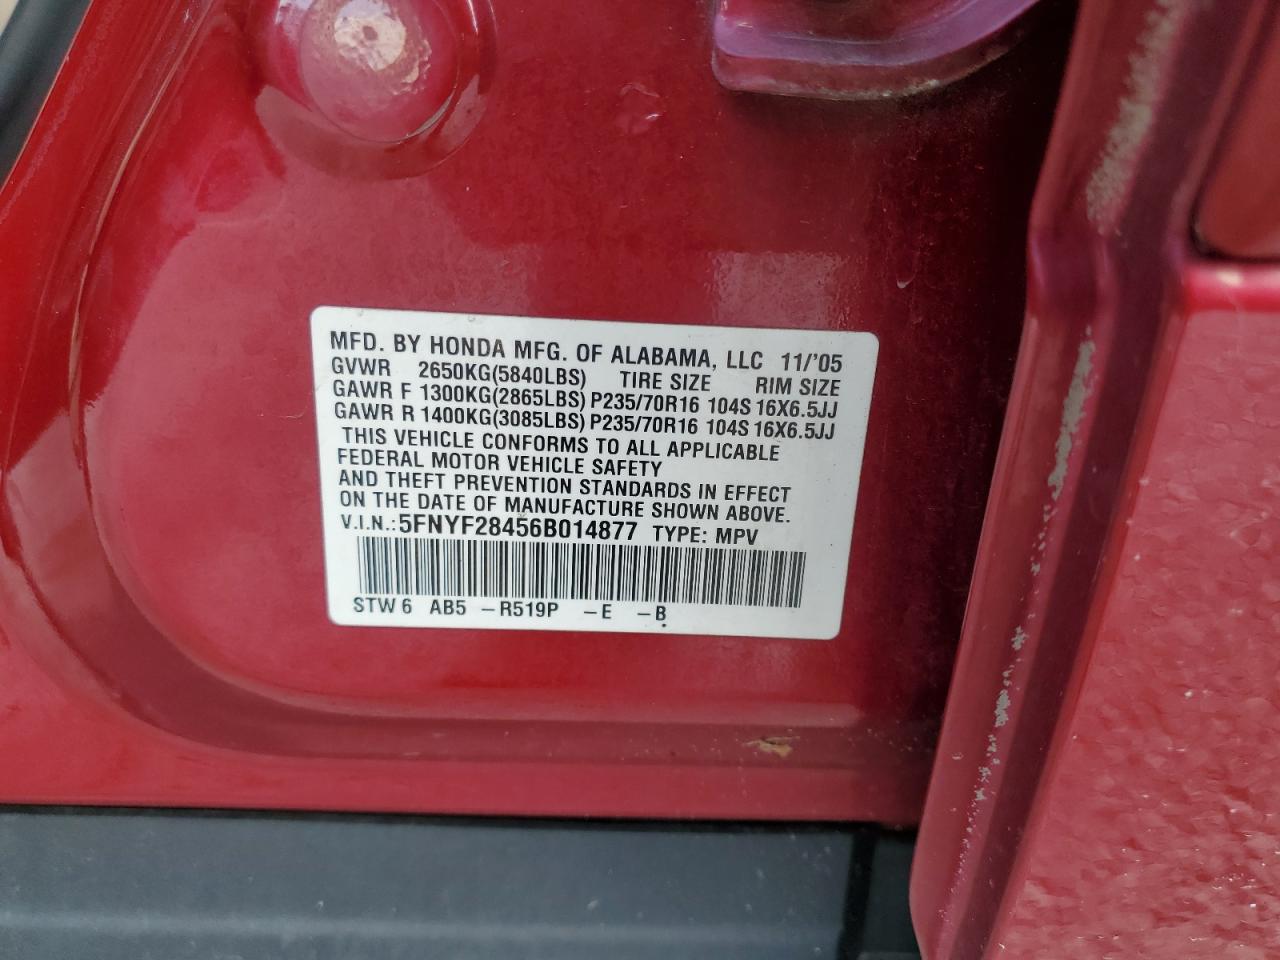 MFD. BY HONDA MFG. OF ALABAMA, LLC 11/'05
GVWR 2650KG(5840LBS) TIRE SIZE RIM SIZE
GAWR F 1300KG(2865LBS) P235/70R16 104S 16X6.5JJ
GAWR R 1400KG(3085LBS) P235/70R16 104S 16X6.5JJ
THIS VEHICLE CONFORMS TO ALL APPLICABLE
FEDERAL MOTOR VEHICLE SAFETY
AND THEFT PREVENTION STANDARDS IN EFFECT
ON THE DATE OF MANUFACTURE SHOWN ABOVE.
V.I.N.:5FNYF28456B014877 TYPE: MPV
STW 6 AB5 -R519P -E -B